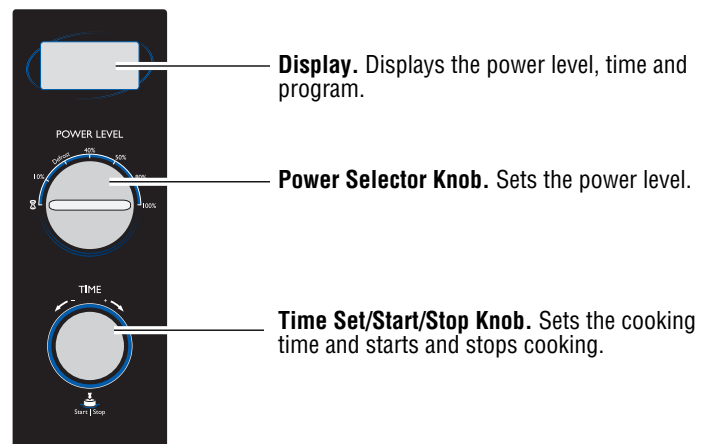 Display. Displays the power level, time and
program.
POWER LEVEL
10%
Defrost
40%
50%
80%
100%
Power Selector Knob. Sets the power level.
TIME
- +
Time Set/Start/Stop Knob. Sets the cooking
time and starts and stops cooking.
Start | Stop